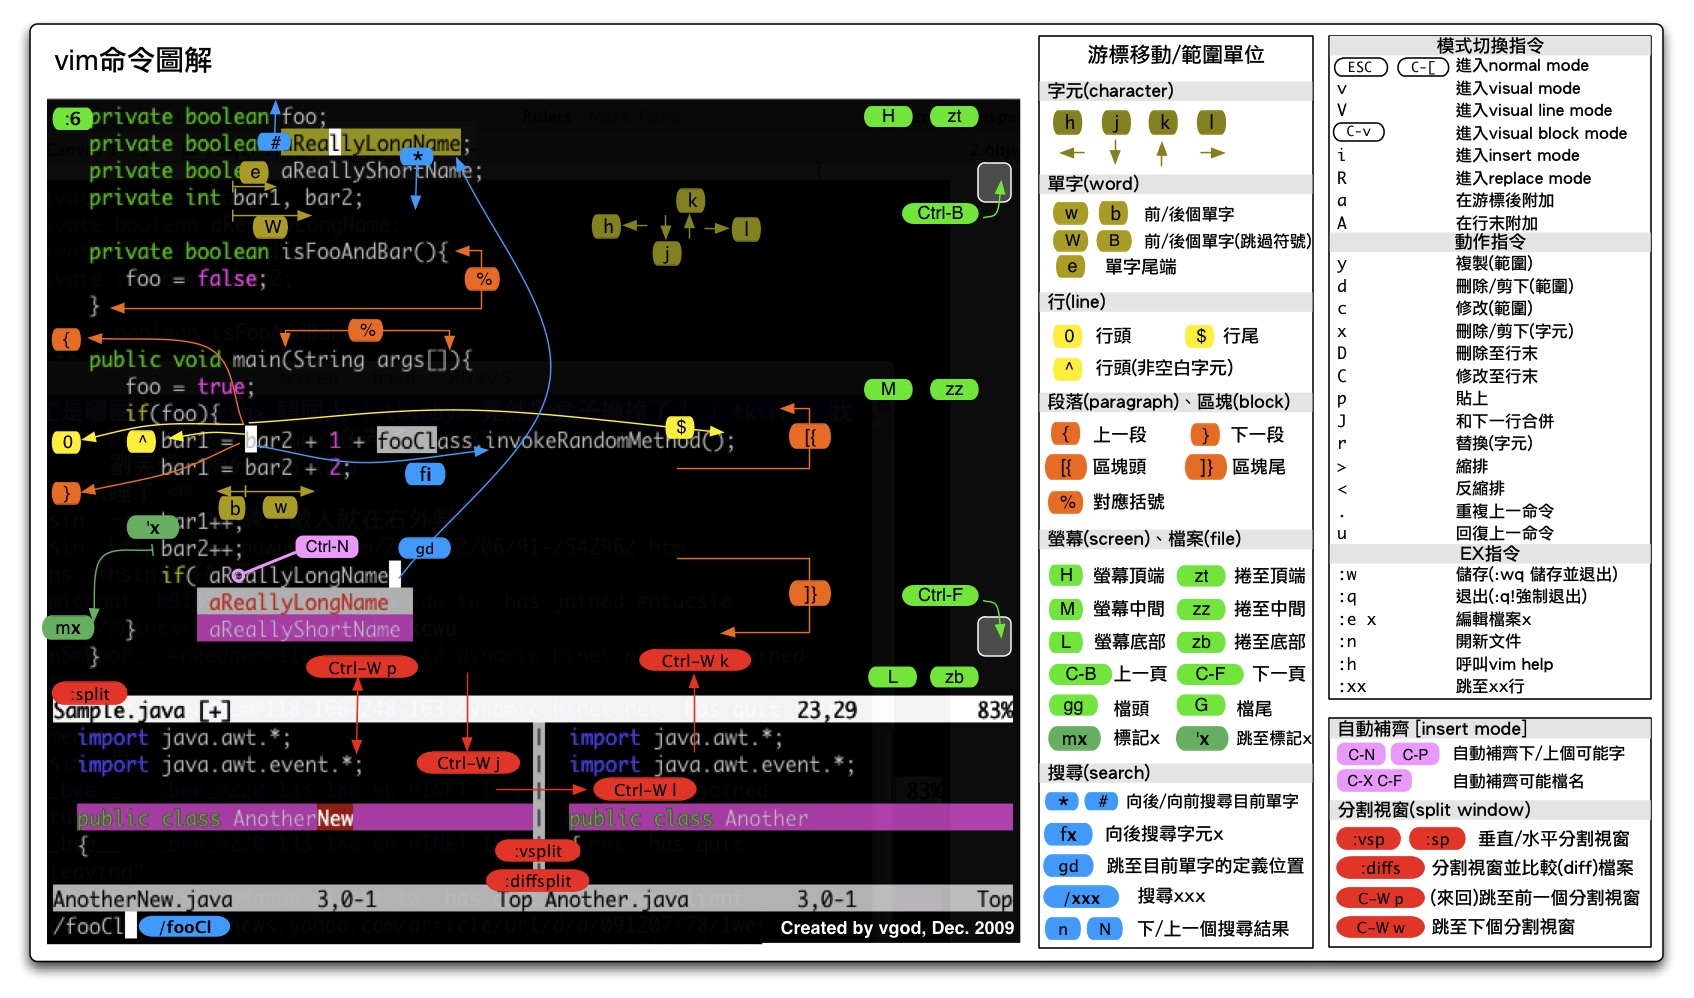 vim命令圖解
:6 private boolean foo;
private boolea # aReallyLongName;
*
private boole e aReallyShortName;
private int bar1, bar2;
W
private boolean isFooAndBar(){
foo = false; %
}
{ %
public void main(String args[]){
foo = true;
if(foo){
0 ^ bar1 = bar2 + 1 + fooClass.invokeRandomMethod(); $ [{
bar1 = bar2 + 2; fi
}
b w
'x bar1++;
bar2++; Ctrl-N gd
if( aReallyLongName
aReallyLongName ]}
mx } aReallyShortName
}
h j k l
H zt
Ctrl-B
M zz
Ctrl-F
L zb
Ctrl-W p Ctrl-W k
:split
Sample.java [+] 23,29 83%
import java.awt.*; import java.awt.*;
import java.awt.event.*; Ctrl-W j import java.awt.event.*;
Ctrl-W l
public class AnotherNew public class Another
{ :vsplit {
:diffsplit
AnotherNew.java 3,0-1 Top Another.java 3,0-1 Top
/fooCl /fooCl Created by vgod, Dec. 2009
游標移動/範圍單位
字元(character)
h j k l
單字(word)
w b 前/後個單字
W B 前/後個單字(跳過符號)
e 單字尾端
行(line)
0 行頭 $ 行尾
^ 行頭(非空白字元)
段落(paragraph)、區塊(block)
{ 上一段 } 下一段
[{ 區塊頭 ]} 區塊尾
% 對應括號
螢幕(screen)、檔案(file)
H 螢幕頂端 zt 捲至頂端
M 螢幕中間 zz 捲至中間
L 螢幕底部 zb 捲至底部
C-B 上一頁 C-F 下一頁
gg 檔頭 G 檔尾
mx 標記x 'x 跳至標記x
搜尋(search)
* # 向後/向前搜尋目前單字
fx 向後搜尋字元x
gd 跳至目前單字的定義位置
/xxx 搜尋xxx
n N 下/上一個搜尋結果
模式切換指令
ESC C-[ 進入normal mode
v 進入visual mode
V 進入visual line mode
C-v 進入visual block mode
i 進入insert mode
R 進入replace mode
a 在游標後附加
A 在行末附加
動作指令
y 複製(範圍)
d 刪除/剪下(範圍)
c 修改(範圍)
x 刪除/剪下(字元)
D 刪除至行末
C 修改至行末
p 貼上
J 和下一行合併
r 替換(字元)
> 縮排
< 反縮排
. 重複上一命令
u 回復上一命令
EX指令
:w 儲存(:wq 儲存並退出)
:q 退出(:q!強制退出)
:e x 編輯檔案x
:n 開新文件
:h 呼叫vim help
:xx 跳至xx行
自動補齊 [insert mode]
C-N C-P 自動補齊下/上個可能字
C-X C-F 自動補齊可能檔名
分割視窗(split window)
:vsp :sp 垂直/水平分割視窗
:diffs 分割視窗並比較(diff)檔案
C-W p (來回)跳至前一個分割視窗
C-W w 跳至下個分割視窗